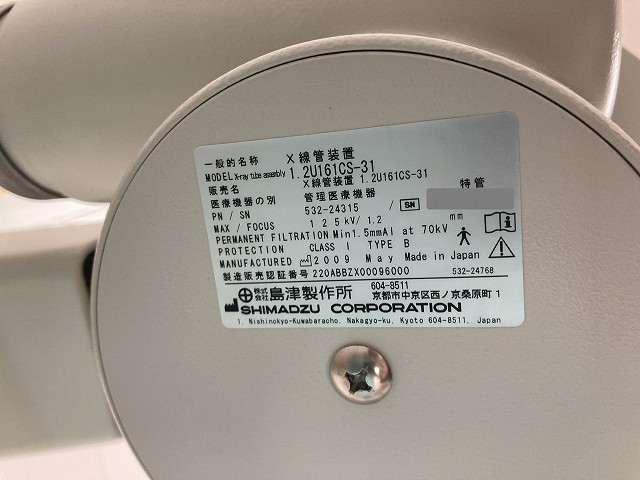 一般的名称 X線管装置
MODEL X-ray tube assembly 1.2U161CS-31
販売名 X線管装置 1.2U161CS-31
医療機器の別 管理医療機器 特管
PN / SN 532-24315 / SN
MAX / FOCUS 125kV/1.2 mm
PERMANENT FILTRATION Min1.5mmAl at 70kV
PROTECTION CLASS I TYPE B
MANUFACTURED 2009 May Made in Japan
製造販売認証番号 220ABBZX00096000 532-24768
株式会社 島津製作所 604-8511 京都市中京区西ノ京桑原町1
SHIMADZU CORPORATION
1, Nishinokyo-Kuwabaracho, Nakagyo-ku, Kyoto 604-8511, Japan